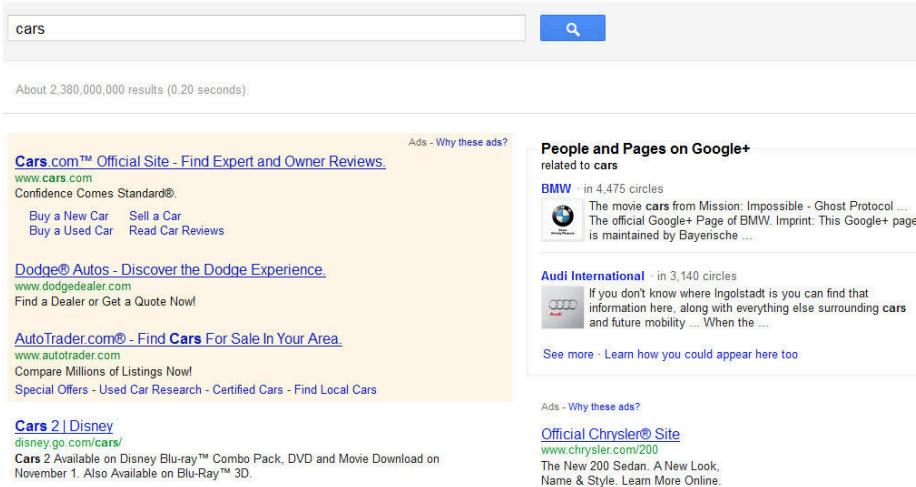 cars
About 2,380,000,000 results (0.20 seconds)
Ads - Why these ads?
Cars.com™ Official Site - Find Expert and Owner Reviews.
www.cars.com
Confidence Comes Standard®.
Buy a New Car Sell a Car
Buy a Used Car Read Car Reviews
Dodge® Autos - Discover the Dodge Experience.
www.dodgedealer.com
Find a Dealer or Get a Quote Now!
AutoTrader.com® - Find Cars For Sale In Your Area.
www.autotrader.com
Compare Millions of Listings Now!
Special Offers - Used Car Research - Certified Cars - Find Local Cars
Cars 2 | Disney
disney.go.com/cars/
Cars 2 Available on Disney Blu-ray™ Combo Pack, DVD and Movie Download on
November 1. Also Available on Blu-Ray™ 3D.
People and Pages on Google+
related to cars
BMW · in 4,475 circles
The movie cars from Mission: Impossible - Ghost Protocol ...
The official Google+ Page of BMW. Imprint: This Google+ page
is maintained by Bayerische ...
Audi International · in 3,140 circles
Audi
If you don't know where Ingolstadt is you can find that
information here, along with everything else surrounding cars
and future mobility ... When the ...
See more · Learn how you could appear here too
Ads - Why these ads?
Official Chrysler® Site
www.chrysler.com/200
The New 200 Sedan. A New Look,
Name & Style. Learn More Online.